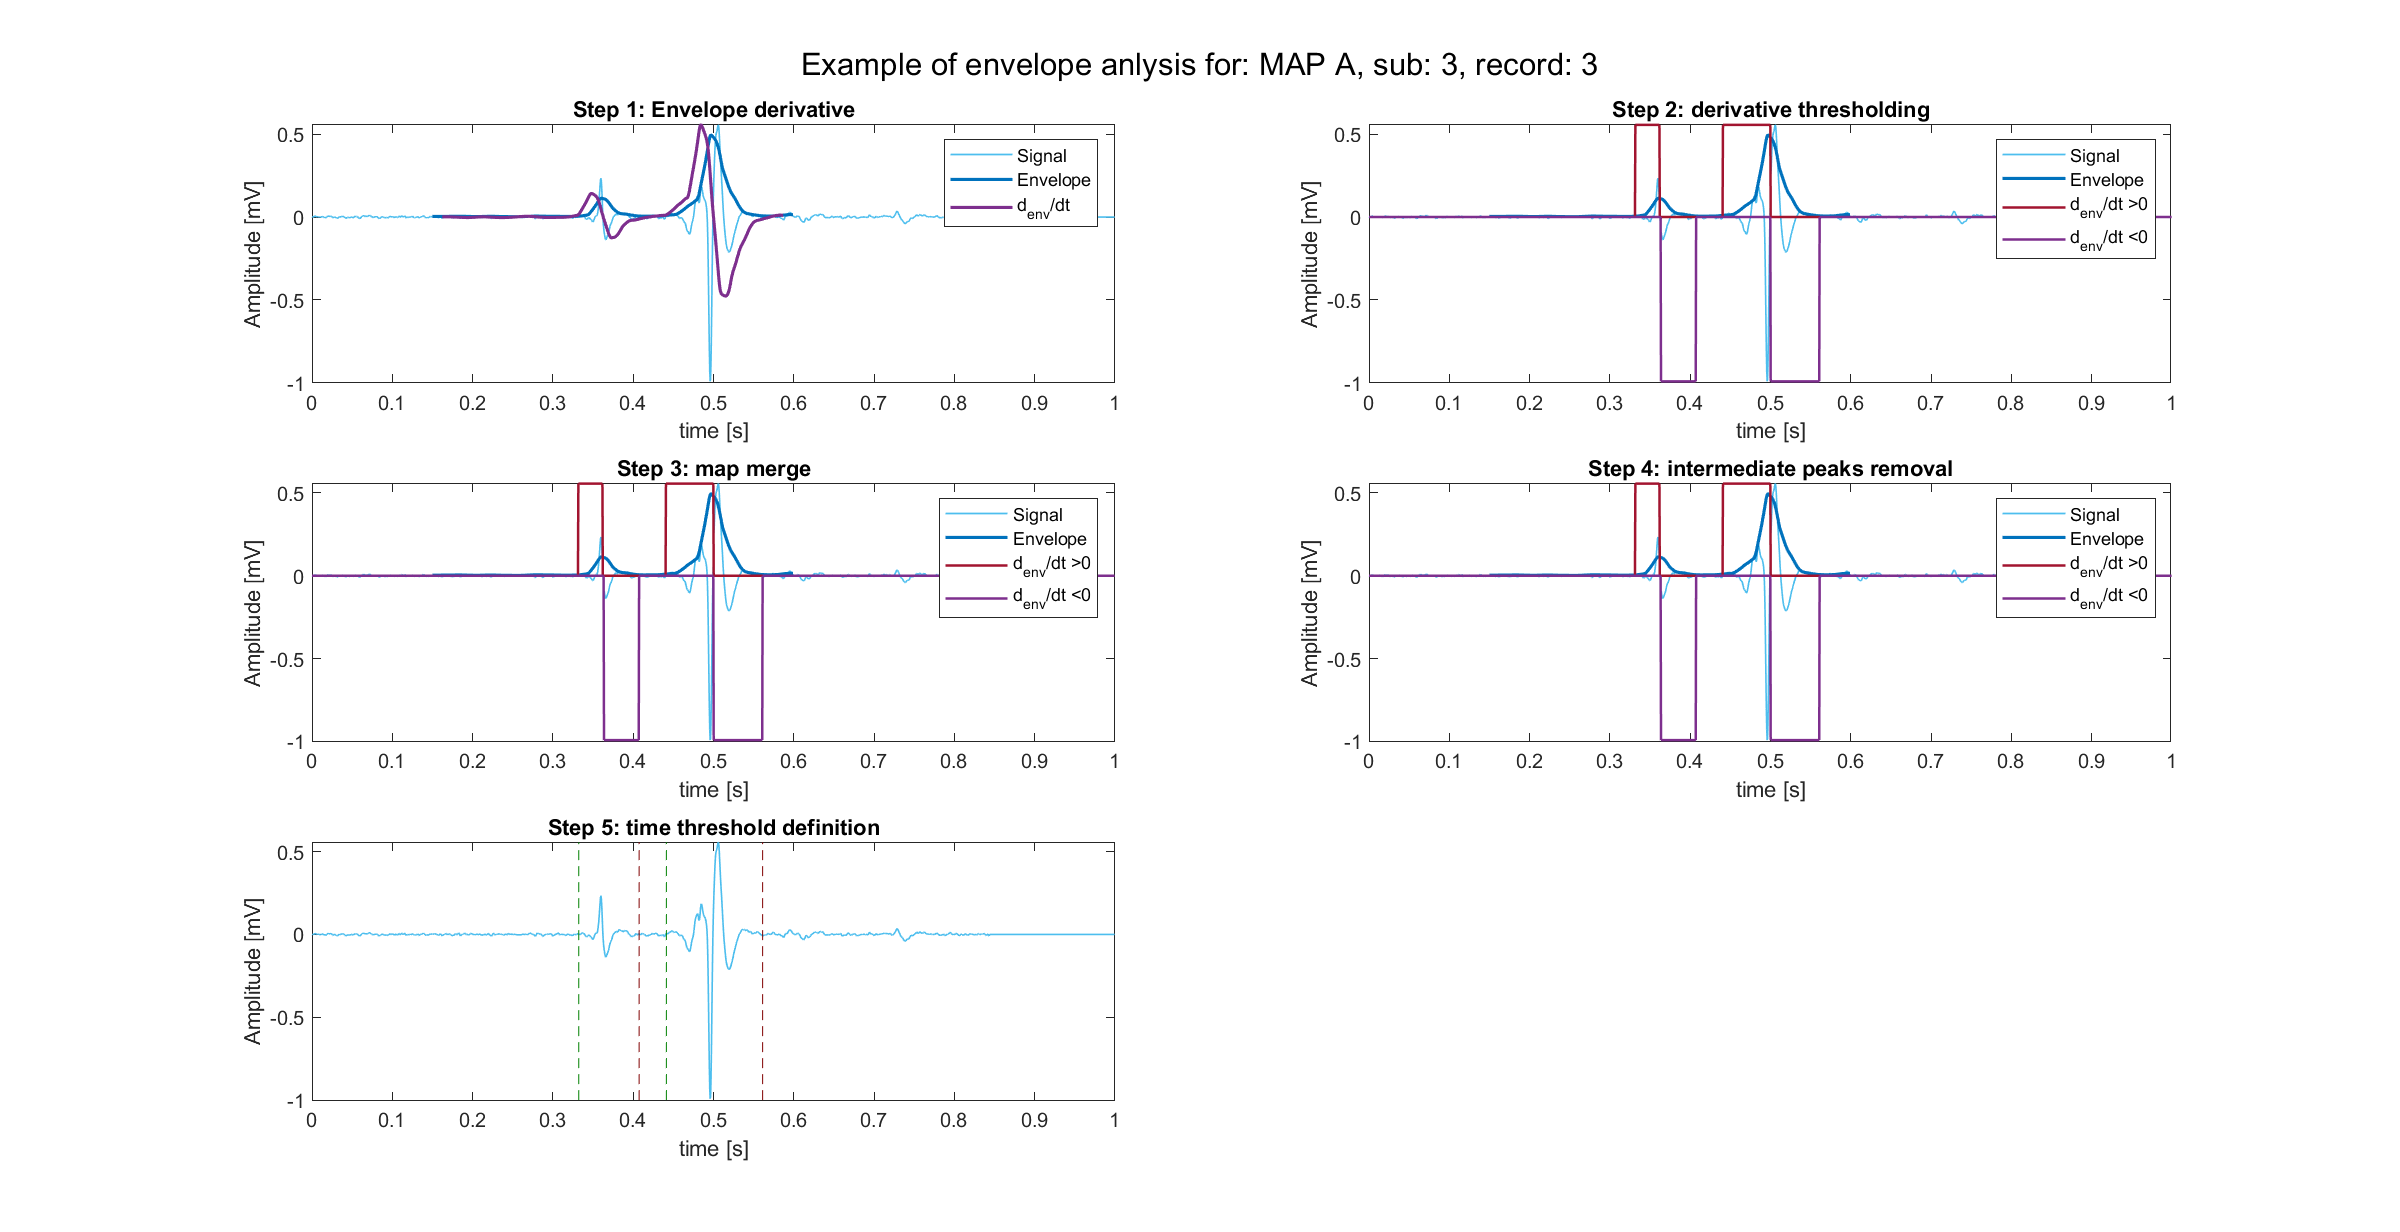 Example of envelope anlysis for: MAP A, sub: 3, record: 3
Step 1: Envelope derivative
Amplitude [mV]
0.5
0
-0.5
-1
0 0.1 0.2 0.3 0.4 0.5 0.6 0.7 0.8 0.9 1
time [s]
Signal
Envelope
d_env/dt
Step 2: derivative thresholding
Amplitude [mV]
0.5
0
-0.5
-1
0 0.1 0.2 0.3 0.4 0.5 0.6 0.7 0.8 0.9 1
time [s]
Signal
Envelope
d_env/dt >0
d_env/dt <0
Step 3: map merge
Amplitude [mV]
0.5
0
-0.5
-1
0 0.1 0.2 0.3 0.4 0.5 0.6 0.7 0.8 0.9 1
time [s]
Signal
Envelope
d_env/dt >0
d_env/dt <0
Step 4: intermediate peaks removal
Amplitude [mV]
0.5
0
-0.5
-1
0 0.1 0.2 0.3 0.4 0.5 0.6 0.7 0.8 0.9 1
time [s]
Signal
Envelope
d_env/dt >0
d_env/dt <0
Step 5: time threshold definition
Amplitude [mV]
0.5
0
-0.5
-1
0 0.1 0.2 0.3 0.4 0.5 0.6 0.7 0.8 0.9 1
time [s]